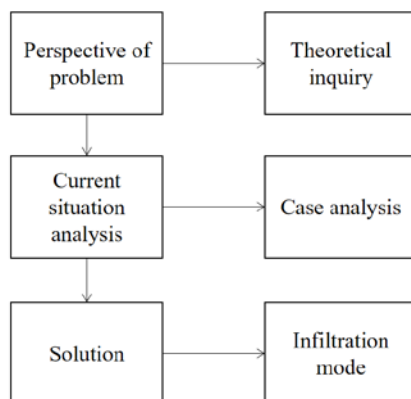 Perspective of
problem
Theoretical
inquiry
Current
situation
analysis
Case analysis
Solution
Infiltration
mode